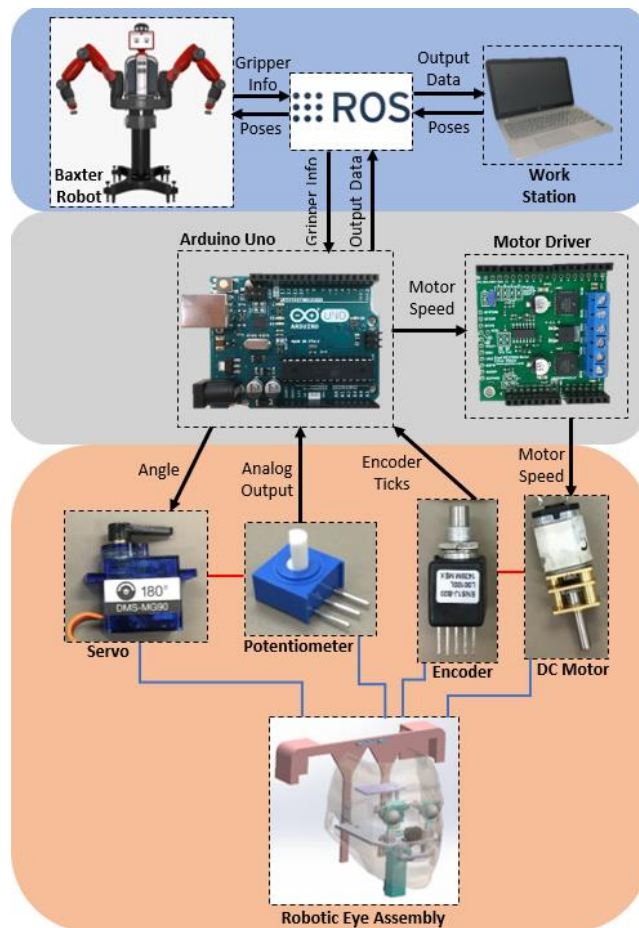 Gripper
Info
Output
Data
ROS
Poses
Poses
Baxter
Robot
Work
Station
Gripper Info
Output Data
Arduino Uno
Motor Driver
Motor
Speed
UNO
ARDUINO
Angle
Analog
Output
Encoder
Ticks
Motor
Speed
180°
DMS-MG90
Servo
Potentiometer
Encoder
DC Motor
Robotic Eye Assembly